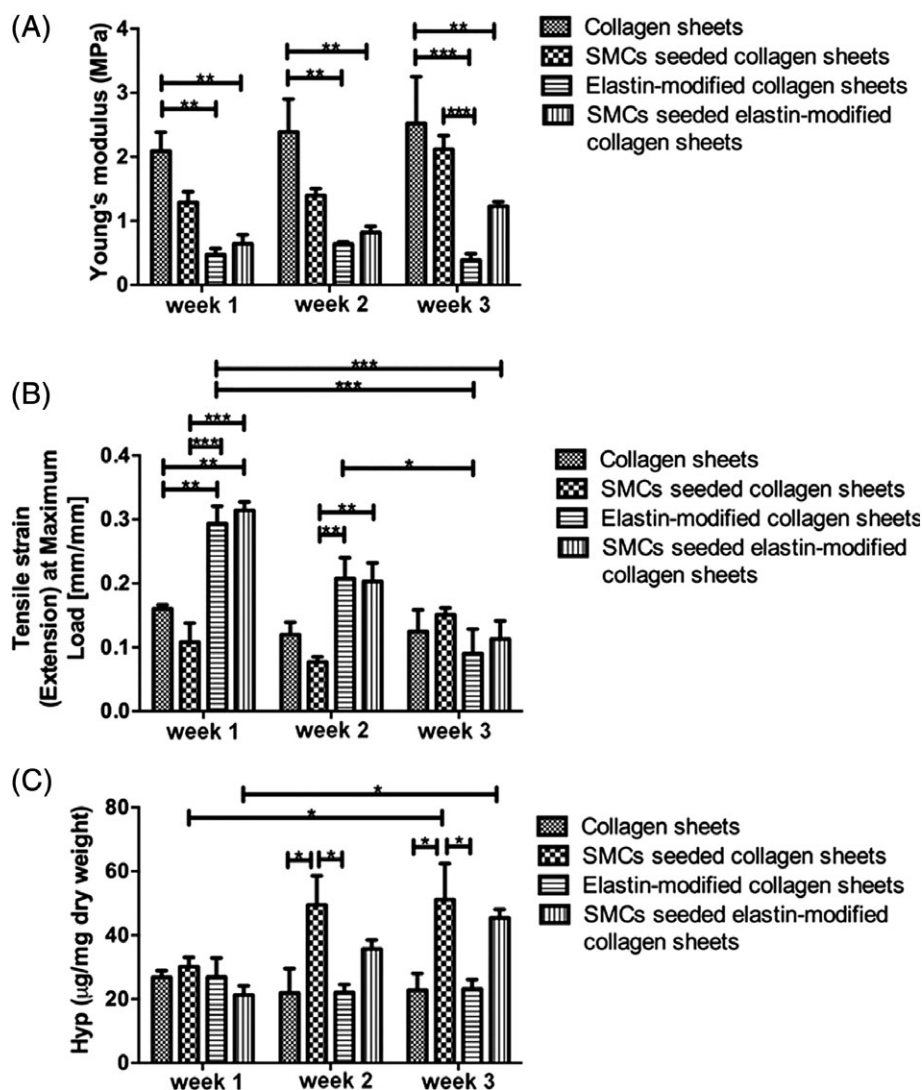 (A)
Young's modulus (MPa)
4
3
2
1
0
** ** ** ** ** *** ***
week 1 week 2 week 3
Collagen sheets
SMCs seeded collagen sheets
Elastin-modified collagen sheets
SMCs seeded elastin-modified
collagen sheets
(B)
Tensile strain
(Extension) at Maximum
Load [mm/mm]
0.4
0.3
0.2
0.1
0.0
***
***
***
***
**
**
*
**
**
week 1 week 2 week 3
Collagen sheets
SMCs seeded collagen sheets
Elastin-modified collagen sheets
SMCs seeded elastin-modified
collagen sheets
(C)
Hyp (μg/mg dry weight)
80
60
40
20
0
*
*
* * * *
week 1 week 2 week 3
Collagen sheets
SMCs seeded collagen sheets
Elastin-modified collagen sheets
SMCs seeded elastin-modified
collagen sheets